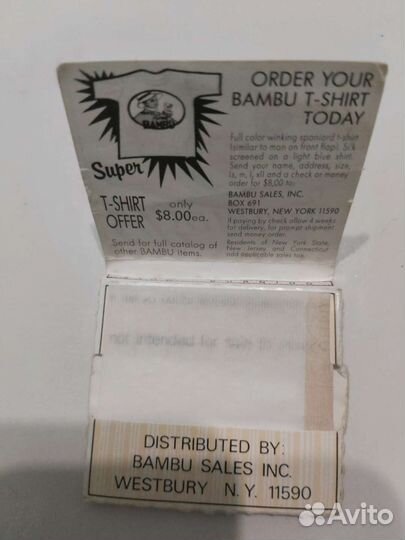 BAMBU
Super
T-SHIRT only
OFFER $8.00ea.
Send for full catalog of
other BAMBU items.
ORDER YOUR
BAMBU T-SHIRT
TODAY
Full color winking spaniard t-shirt
(similar to man on front flap). Silk
screened on a light blue shirt.
Send your name, address, size,
(s, m, l, xl) and a check or money
order for $8.00 to:
BAMBU SALES, INC.
BOX 691
WESTBURY, NEW YORK 11590
If paying by check allow 4 weeks
for delivery, for prompt shipment
send money order.
Residents of New York State,
New Jersey and Connecticut
add applicable sales tax.
not intended for use
DISTRIBUTED BY:
BAMBU SALES INC.
WESTBURY N.Y. 11590
Avito